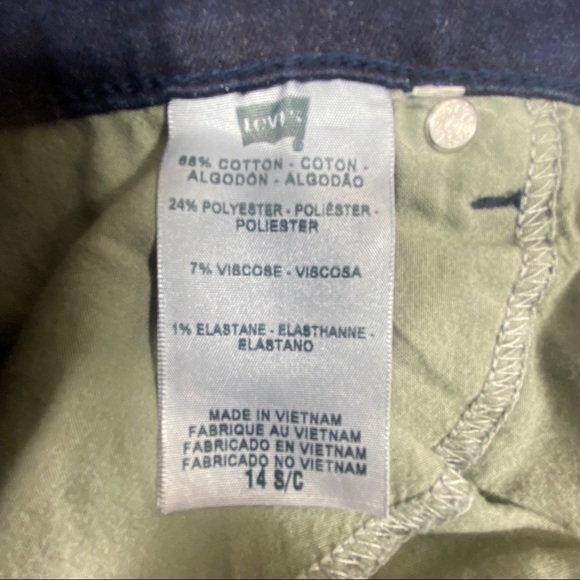 Levi's
68% COTTON - COTON -
ALGODÓN - ALGODÃO
24% POLYESTER - POLIÉSTER -
POLIESTER
7% VISCOSE - VISCOSA
1% ELASTANE - ELASTHANNE -
ELASTANO
MADE IN VIETNAM
FABRIQUE AU VIETNAM
FABRICADO EN VIETNAM
FABRICADO NO VIETNAM
14 S/C